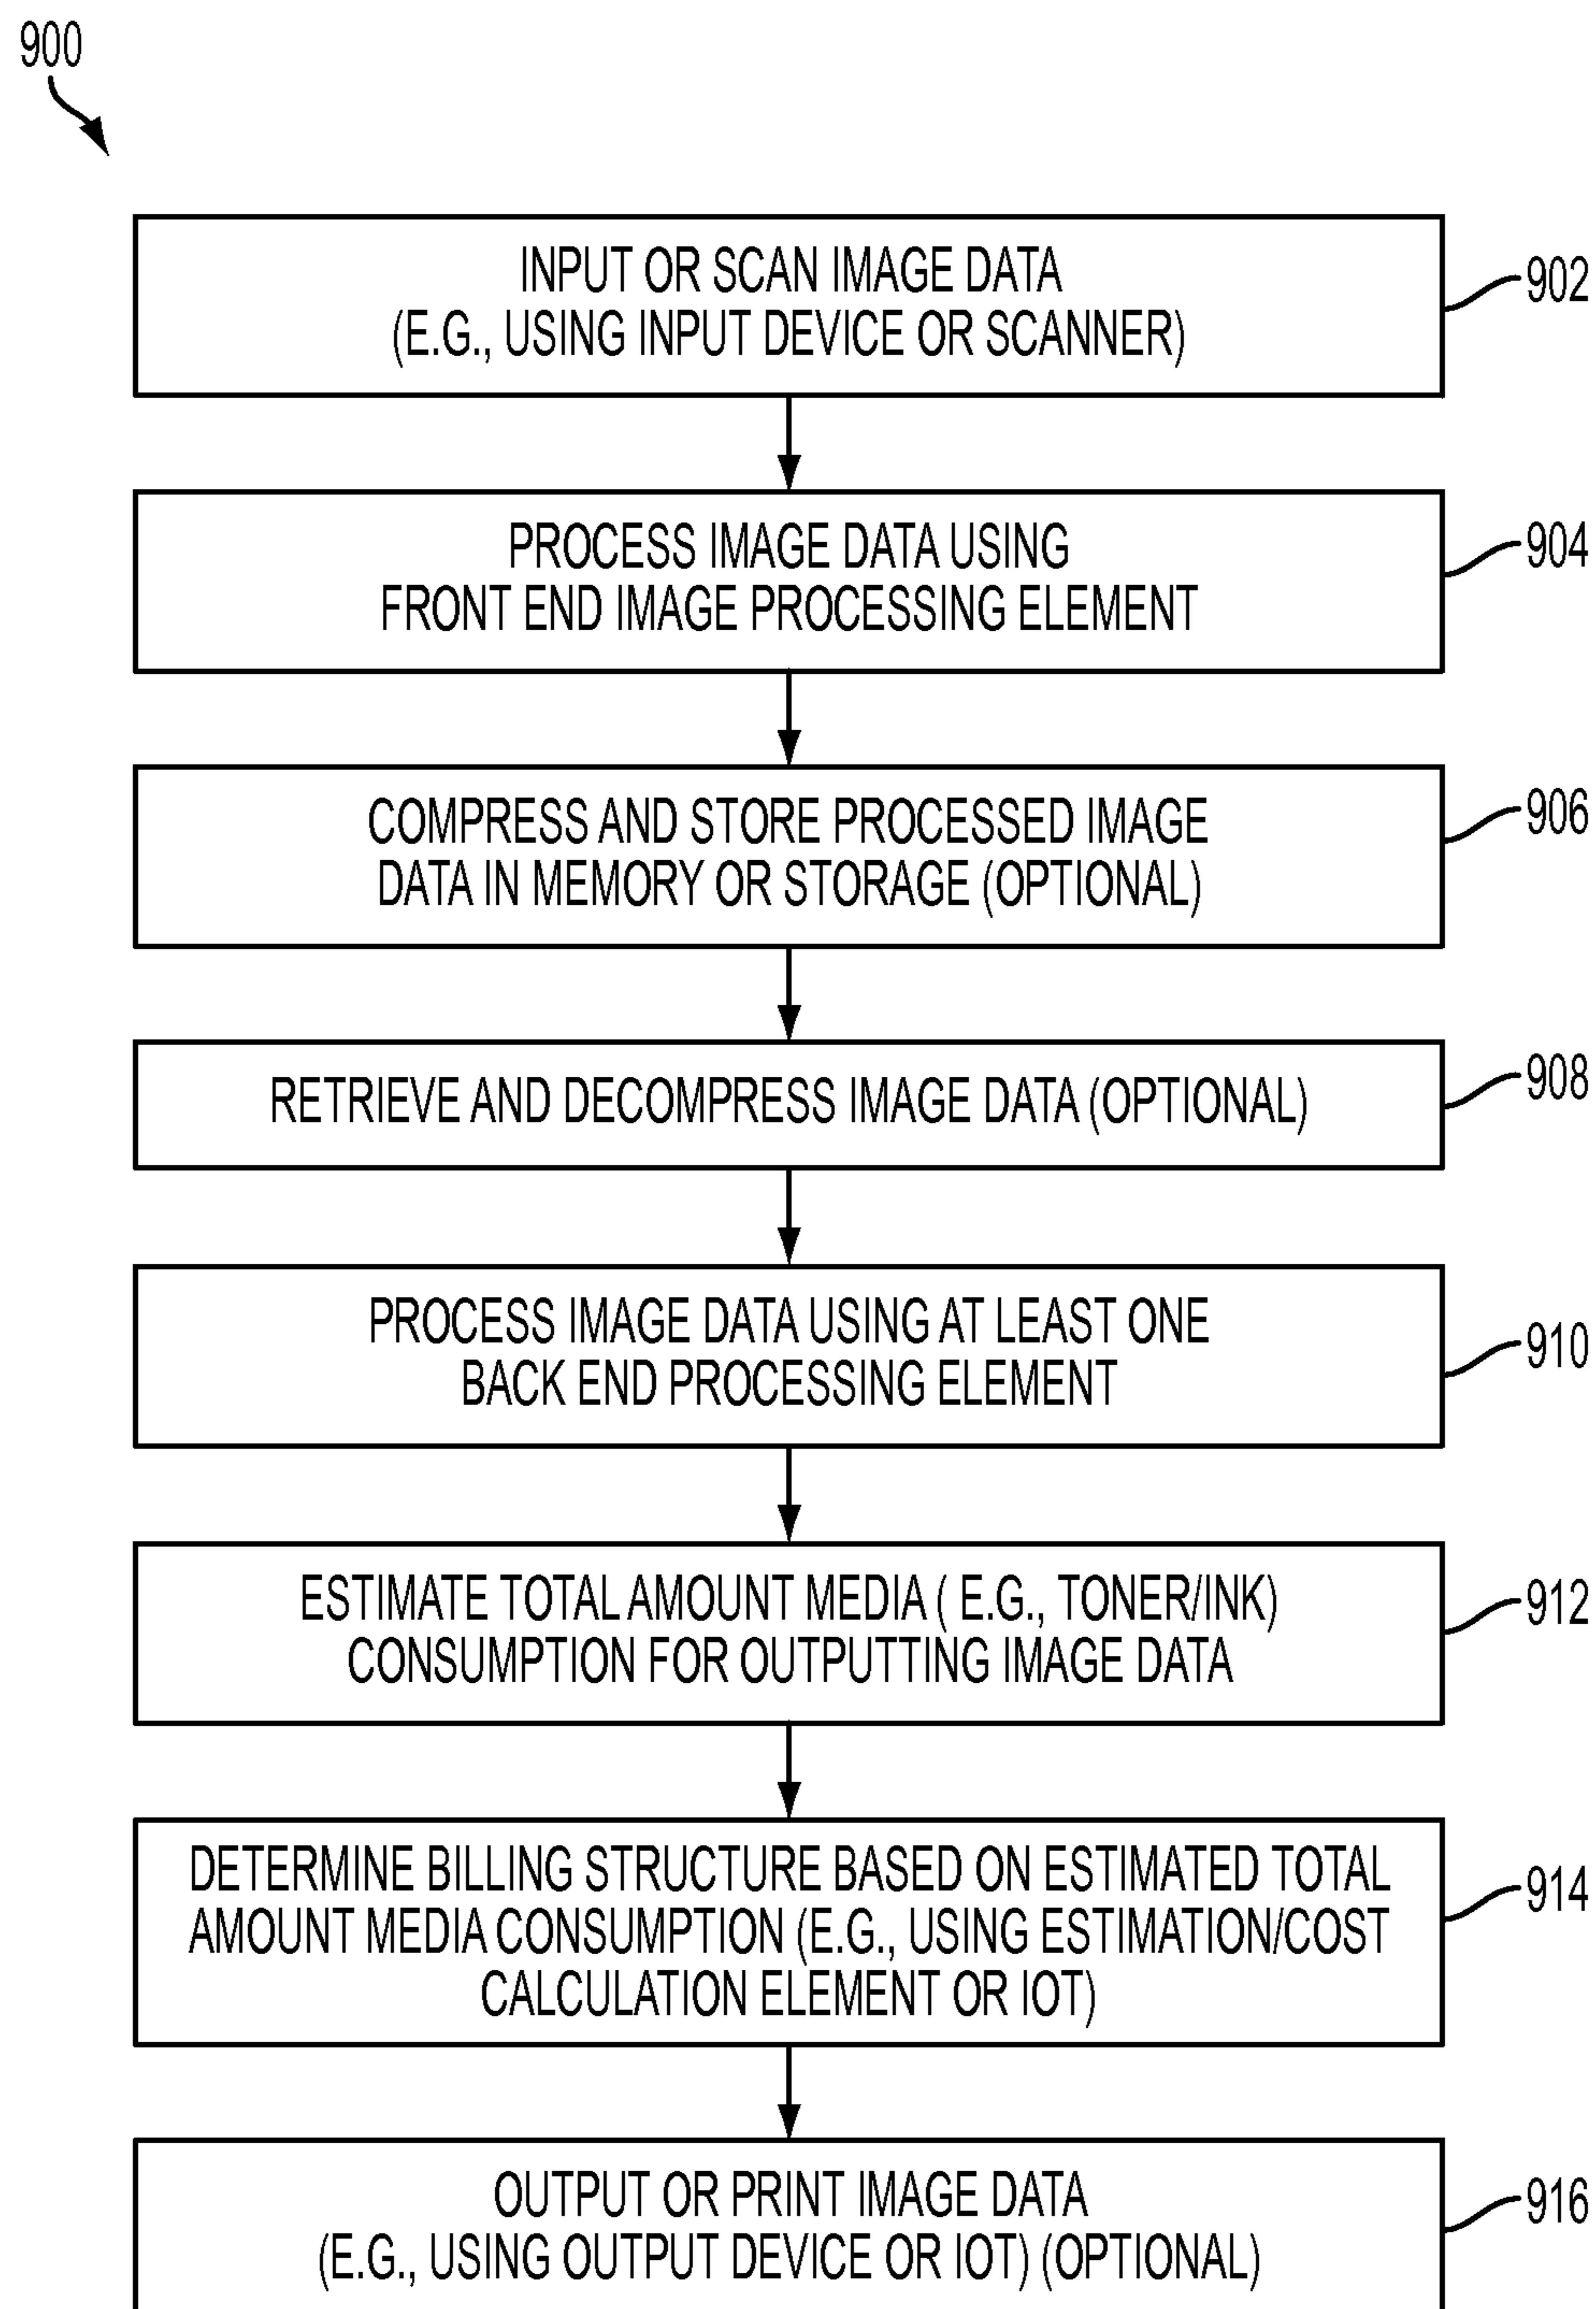 900
INPUT OR SCAN IMAGE DATA
(E.G., USING INPUT DEVICE OR SCANNER)
902
PROCESS IMAGE DATA USING
FRONT END IMAGE PROCESSING ELEMENT
904
COMPRESS AND STORE PROCESSED IMAGE
DATA IN MEMORY OR STORAGE (OPTIONAL)
906
RETRIEVE AND DECOMPRESS IMAGE DATA (OPTIONAL)
908
PROCESS IMAGE DATA USING AT LEAST ONE
BACK END PROCESSING ELEMENT
910
ESTIMATE TOTAL AMOUNT MEDIA ( E.G., TONER/INK)
CONSUMPTION FOR OUTPUTTING IMAGE DATA
912
DETERMINE BILLING STRUCTURE BASED ON ESTIMATED TOTAL
AMOUNT MEDIA CONSUMPTION (E.G., USING ESTIMATION/COST
CALCULATION ELEMENT OR IOT)
914
OUTPUT OR PRINT IMAGE DATA
(E.G., USING OUTPUT DEVICE OR IOT) (OPTIONAL)
916